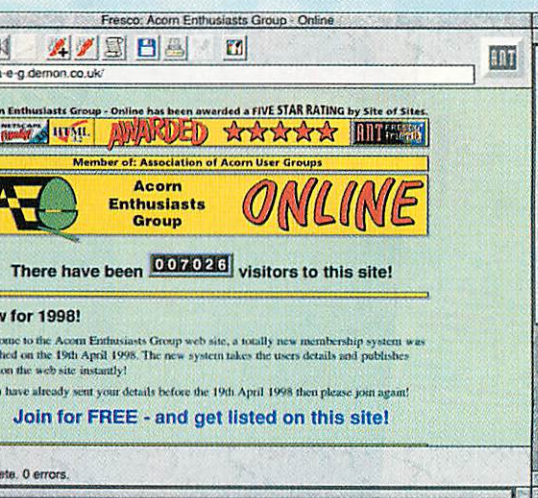 Fresco: Acorn Enthusiasts Group - Online
ANT
-e-g.demon.co.uk/
Enthusiasts Group - Online has been awarded a FIVE STAR RATING by Site of Sites.
NETSCAPE
HTML AWARDED ANT FRESCO
Member of: Association of Acorn User Groups
Acorn
Enthusiasts
Group
ONLINE
There have been 007026 visitors to this site!
for 1998!
to the Acorn Enthusiasts Group web site, a totally new membership system was
on the 19th April 1998. The new system takes the users details and publishes
on the web site instantly!
have already sent your details before the 19th April 1998 then please join again!
Join for FREE - and get listed on this site!
0 errors.